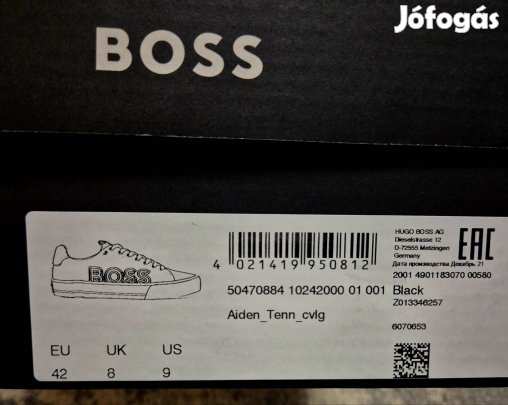 Jófogás
BOSS
BOSS
4 021419 950812
50470884 10242000 01 001
Aiden_Tenn_cvlg
HUGO BOSS AG
Dieselstrasse 12
D-72555 Metzingen
Germany
Дата производства Декабрь 21
EAC
2001 4901183070 00580
Black
Z013346257
6070653
EU UK US
42 8 9